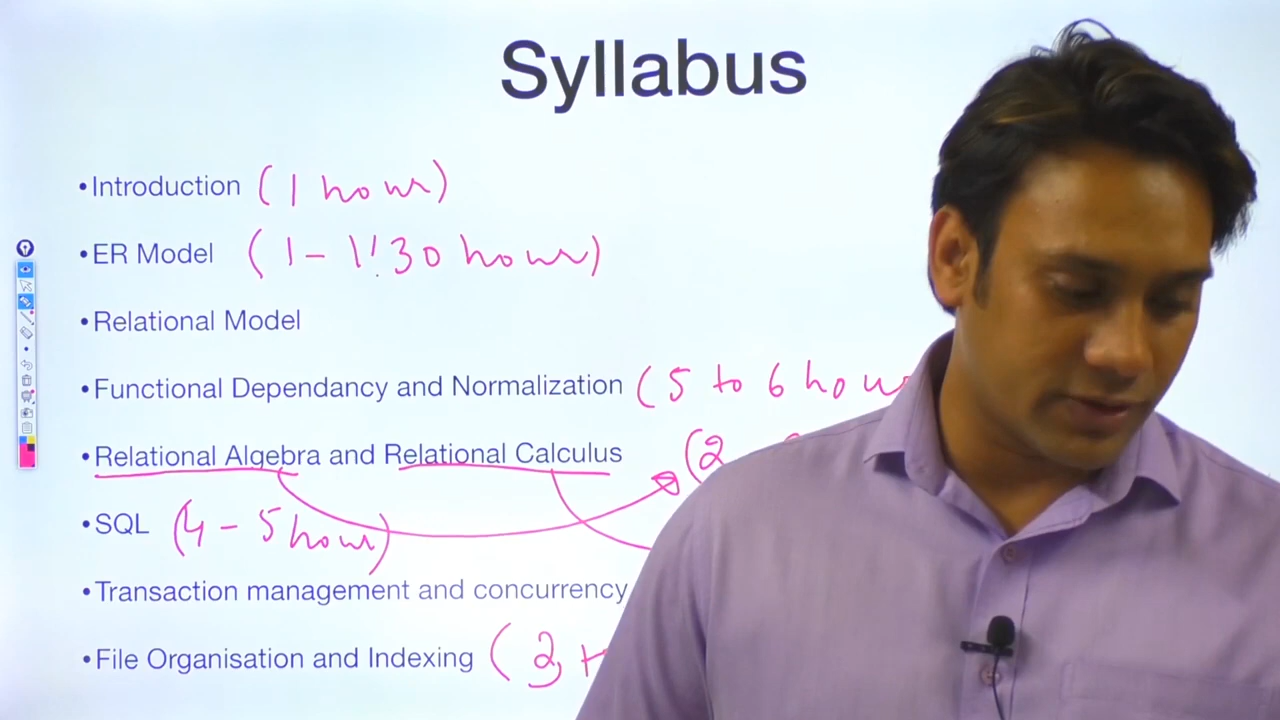 Syllabus
•Introduction (1 hour)
•ER Model (1 - 1:30 hour)
•Relational Model
•Functional Dependancy and Normalization (5 to 6 hour
•Relational Algebra and Relational Calculus (2
•SQL (4 - 5 hour)
•Transaction management and concurrency
•File Organisation and Indexing (2